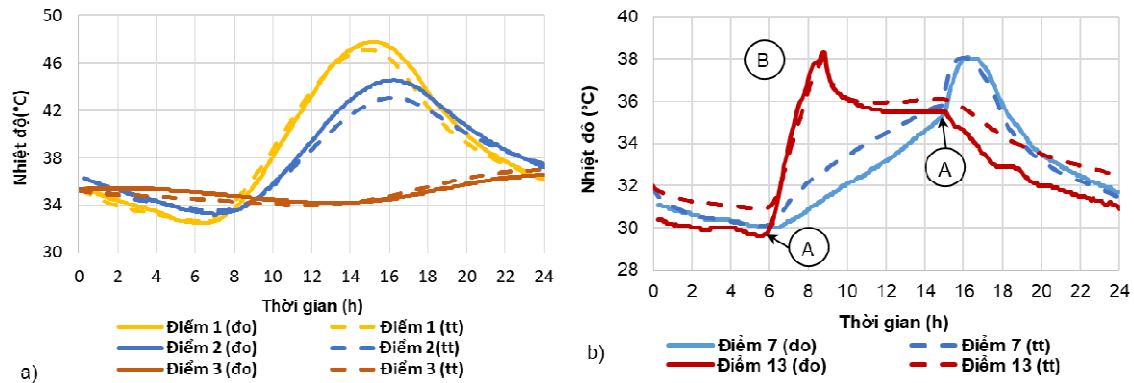 a)
50
46
42
38
34
30
Nhiệt độ(°C)
0 2 4 6 8 10 12 14 16 18 20 22 24
Thời gian (h)
Điểm 1 (đo)
Điểm 1 (tt)
Điểm 2 (đo)
Điểm 2(tt)
Điểm 3 (đo)
Điểm 3 (tt)
b)
40
38
36
34
32
30
28
Nhiệt đô (°C)
B
A
A
0 2 4 6 8 10 12 14 16 18 20 22 24
Thời gian (h)
Điểm 7 (do)
Điểm 7 (tt)
Điểm 13 (đo)
Điểm 13 (tt)